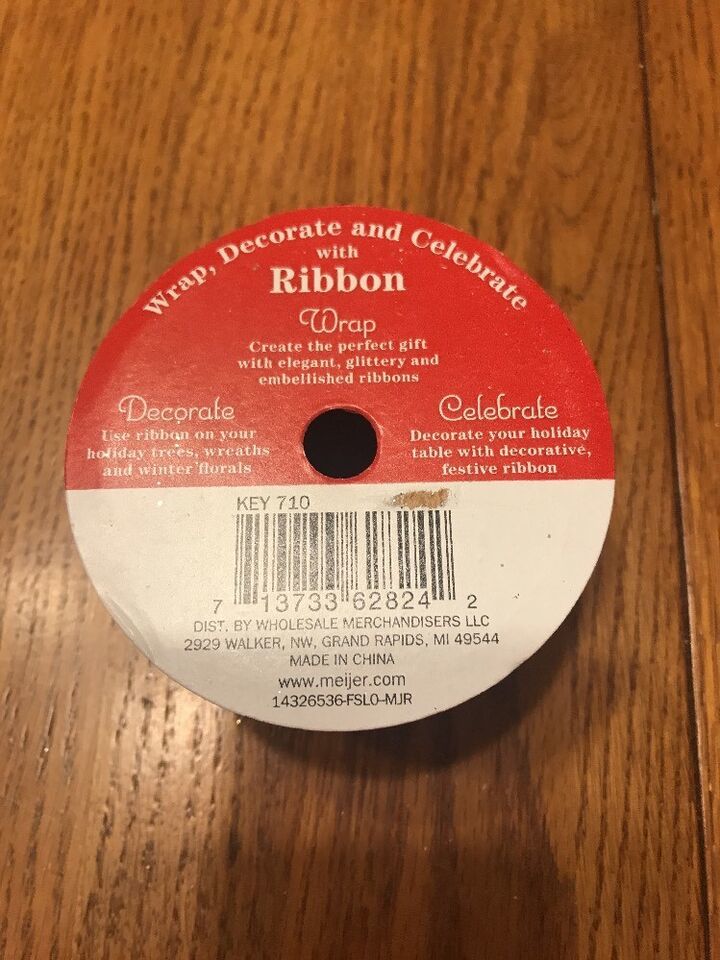 Wrap, Decorate and Celebrate
with
Ribbon
Wrap
Create the perfect gift
with elegant, glittery and
embellished ribbons
Decorate
Use ribbon on your
holiday trees, wreaths
and winter florals
Celebrate
Decorate your holiday
table with decorative,
festive ribbon
KEY 710
7 13733 62824 2
DIST. BY WHOLESALE MERCHANDISERS LLC
2929 WALKER, NW, GRAND RAPIDS, MI 49544
MADE IN CHINA
www.meijer.com
14326536-FSLO-MJR